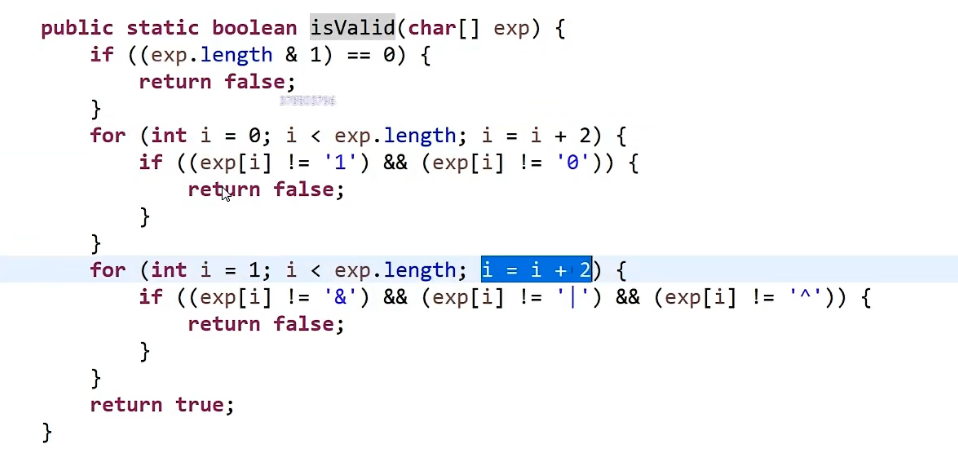 public static boolean isValid(char[] exp) {
if ((exp.length & 1) == 0) {
return false;
}
for (int i = 0; i < exp.length; i = i + 2) {
if ((exp[i] != '1') && (exp[i] != '0')) {
return false;
}
}
for (int i = 1; i < exp.length; i = i + 2) {
if ((exp[i] != '&') && (exp[i] != '|') && (exp[i] != '^')) {
return false;
}
}
return true;
}